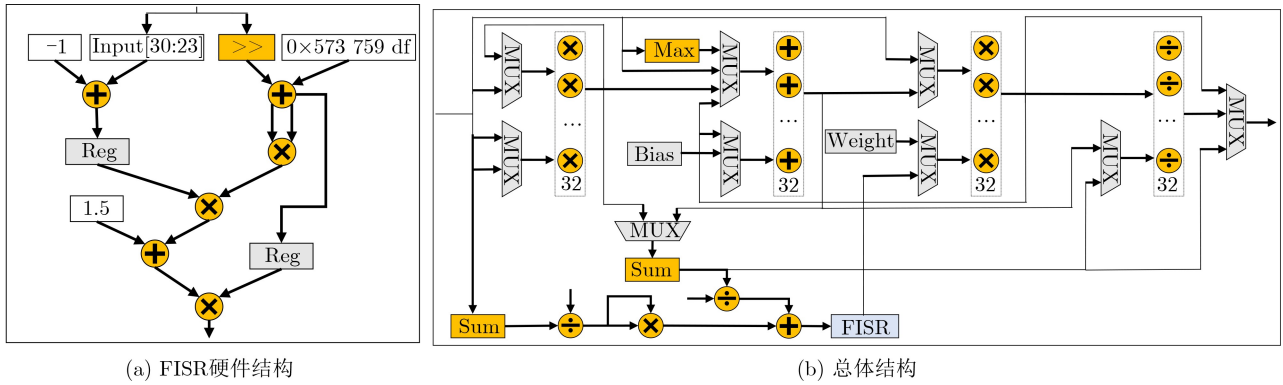 −1
Input[30:23]
>>
0×573 759 df
Reg
1.5
Reg
(a) FISR硬件结构
MUX
MUX
32
Max
Bias
MUX
MUX
32
Weight
MUX
MUX
32
MUX
32
MUX
...
...
...
...
MUX
Sum
Sum
FISR
(b) 总体结构